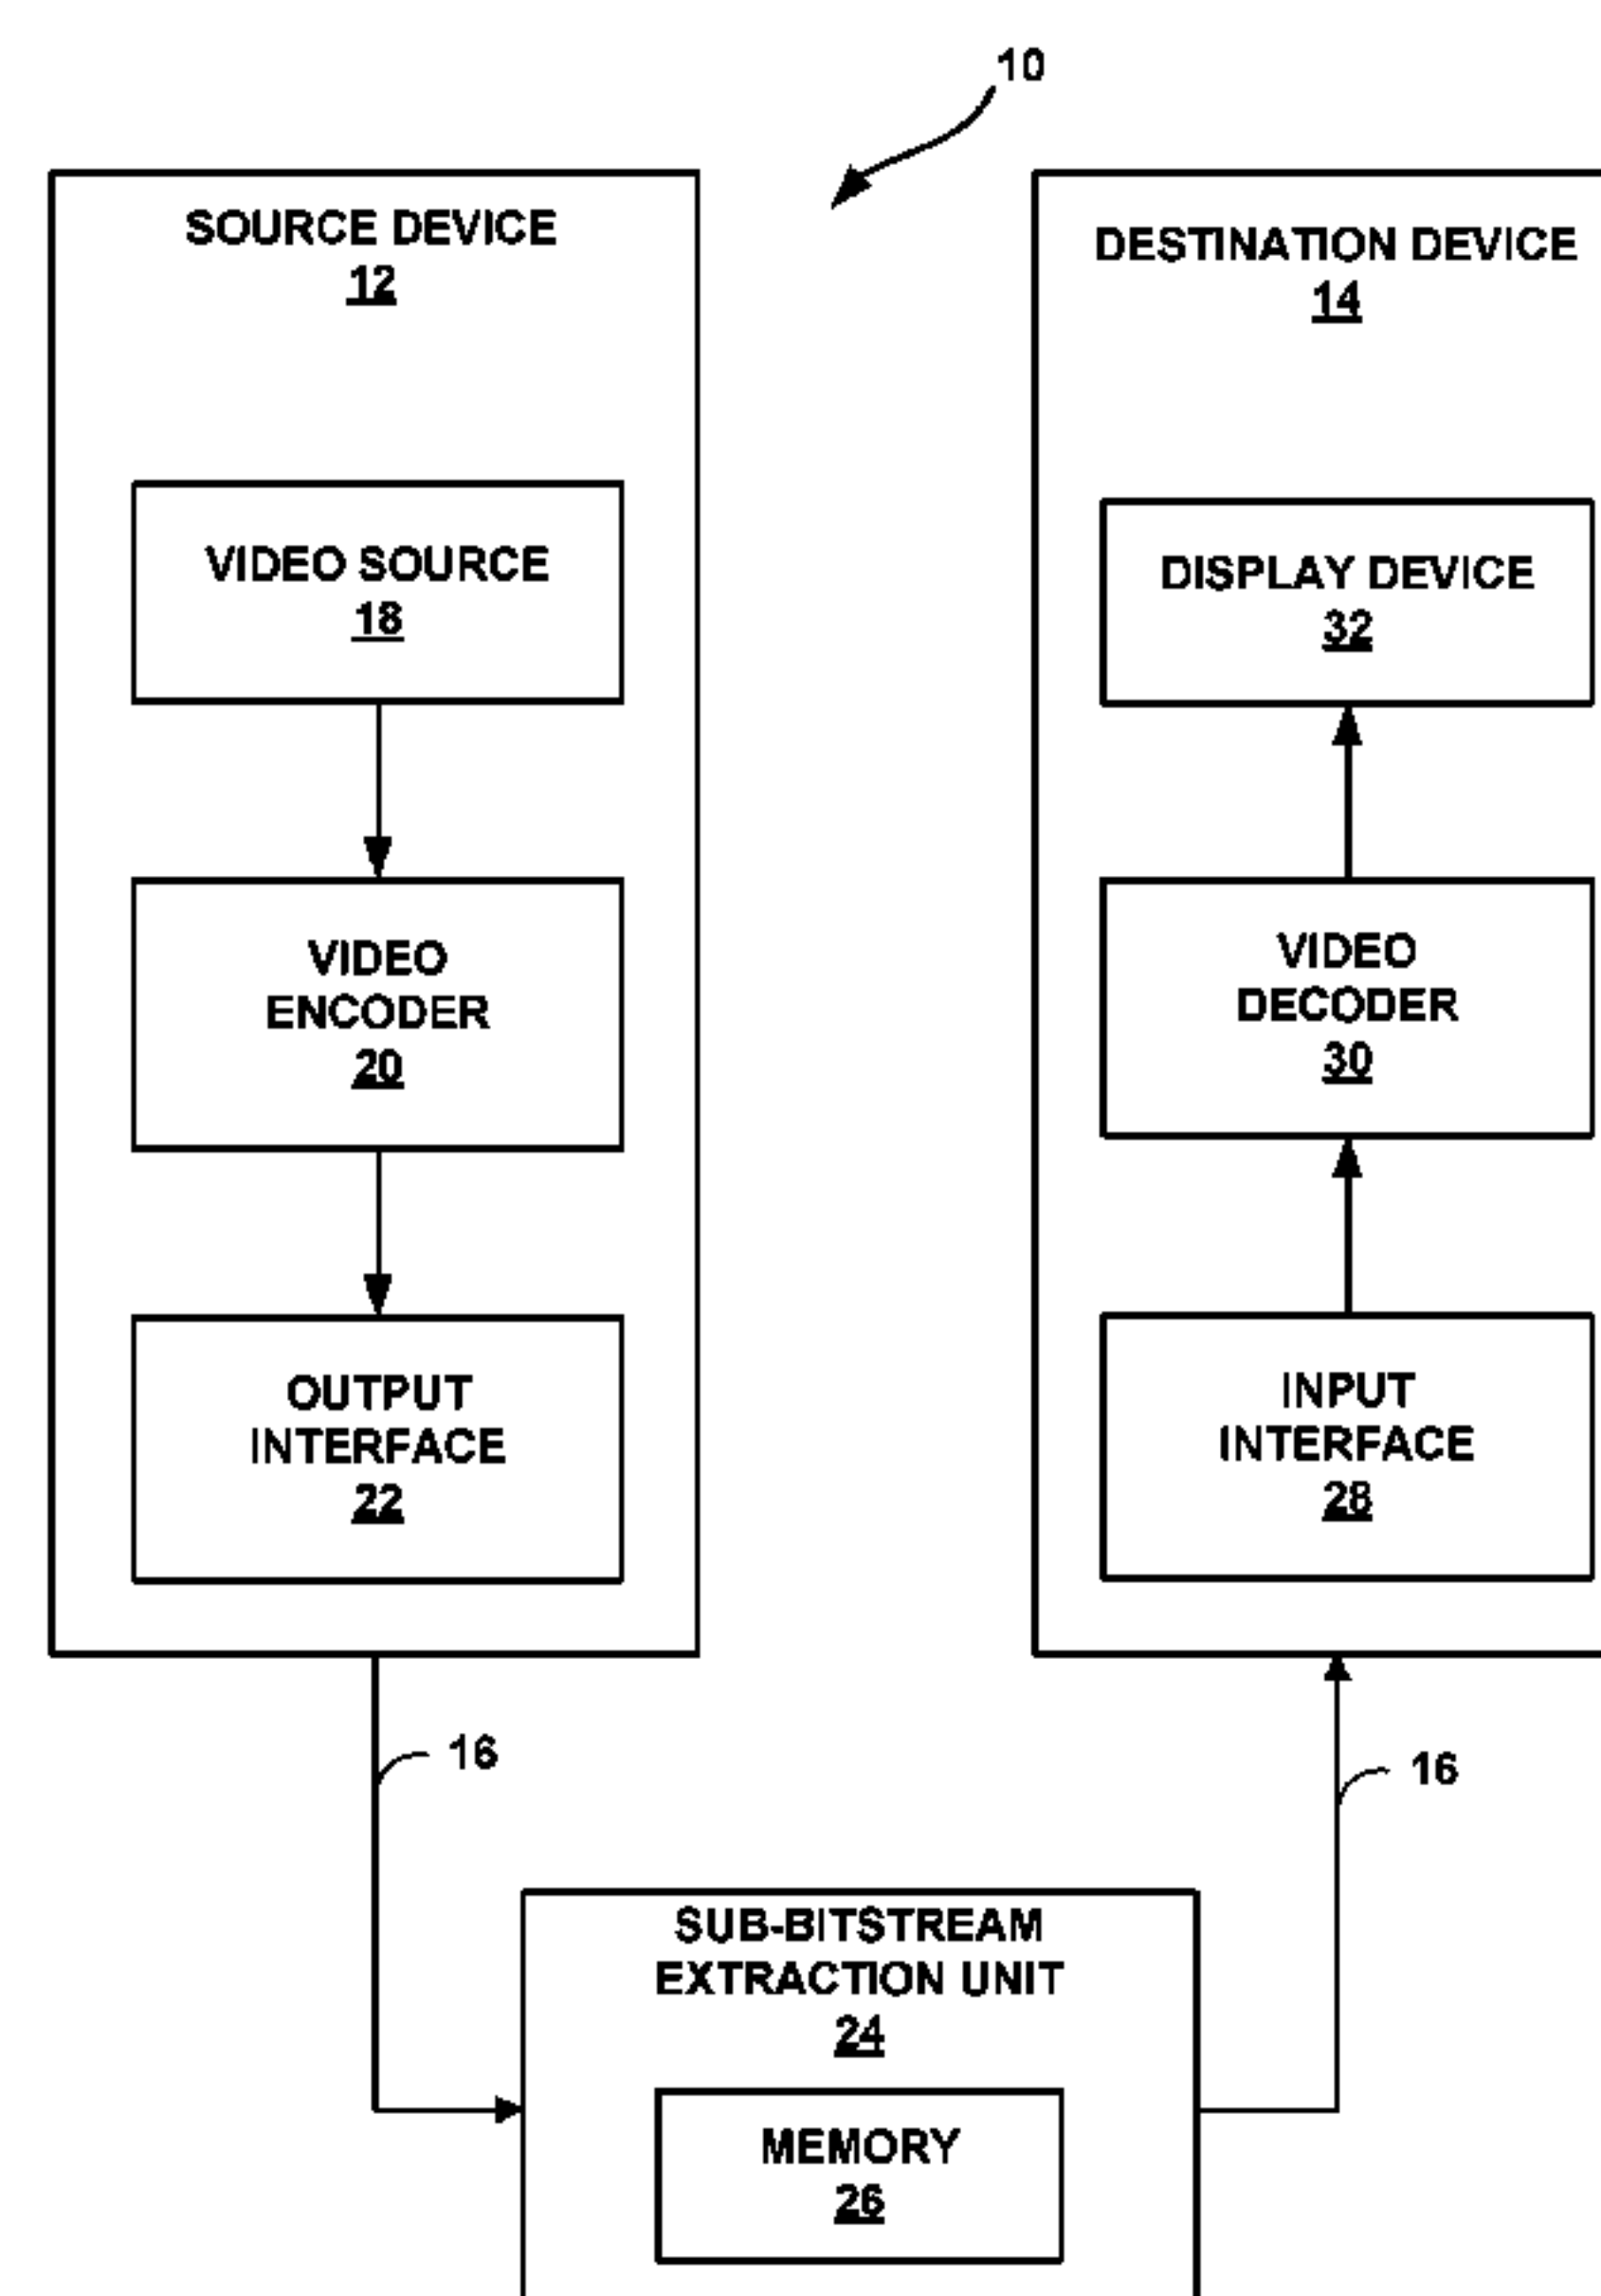 10
SOURCE DEVICE
12
VIDEO SOURCE
18
VIDEO
ENCODER
20
OUTPUT
INTERFACE
22
16
DESTINATION DEVICE
14
DISPLAY DEVICE
32
VIDEO
DECODER
30
INPUT
INTERFACE
28
16
SUB-BITSTREAM
EXTRACTION UNIT
24
MEMORY
26